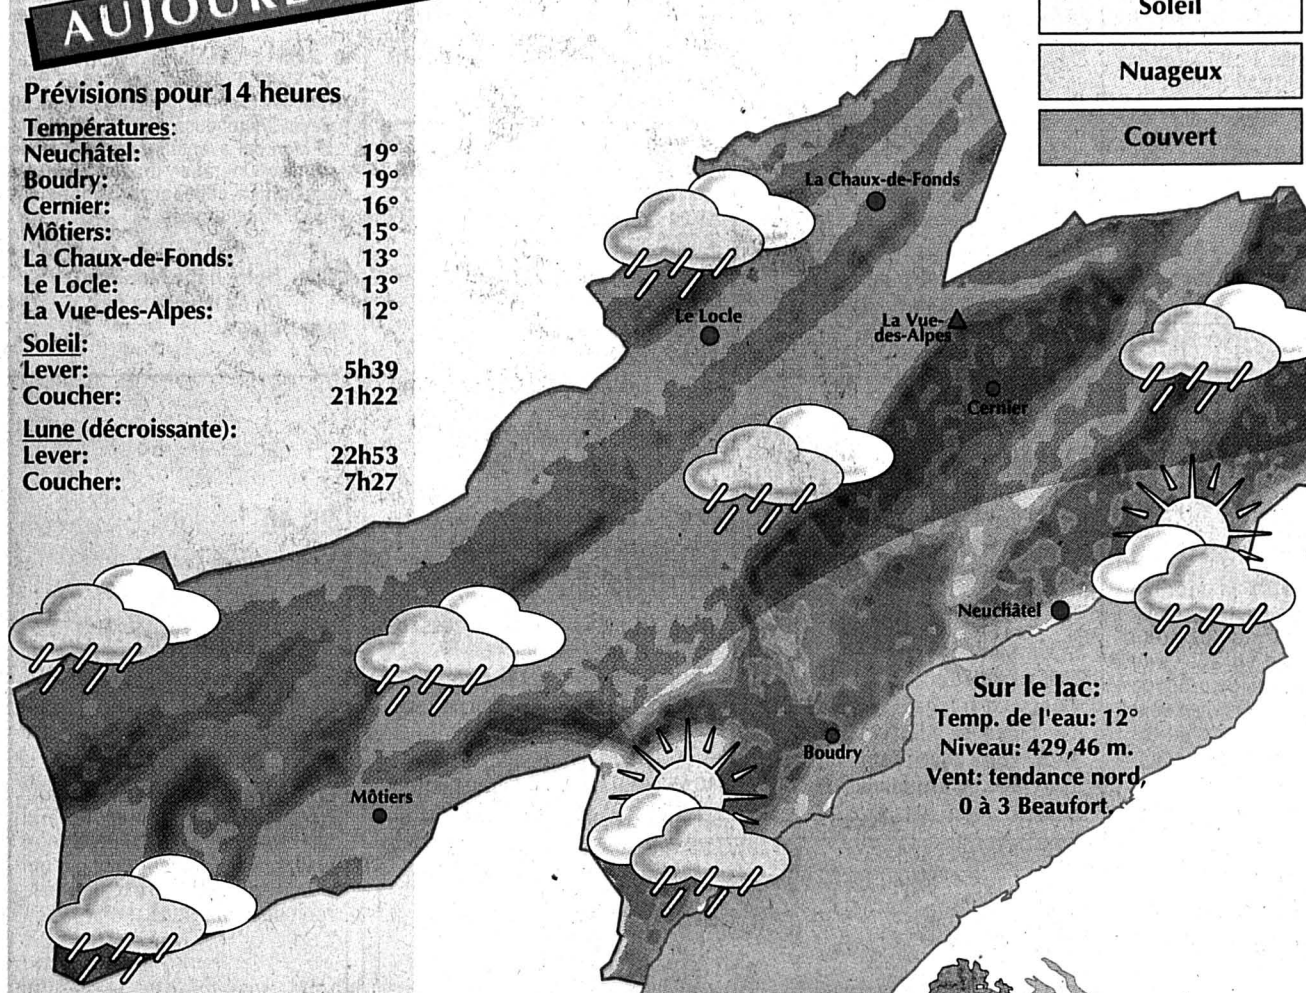 Prévisions pour 14 heures
Températures:
Neuchâtel: 19°
Boudry: 19°
Cernier: 16°
Môtiers: 15°
La Chaux-de-Fonds: 13°
Le Locle: 13°
La Vue-des-Alpes: 12°
Soleil:
Lever: 5h39
Coucher: 21h22
Lune (décroissante):
Lever: 22h53
Coucher: 7h27
Soleil
Nuageux
Couvert
La Chaux-de-Fonds
Le Locle
La Vue-
des-Alpes
Cernier
Neuchâtel
Boudry
Môtiers
Sur le lac:
Temp. de l'eau: 12°
Niveau: 429,46 m.
Vent: tendance nord,
0 à 3 Beaufort.